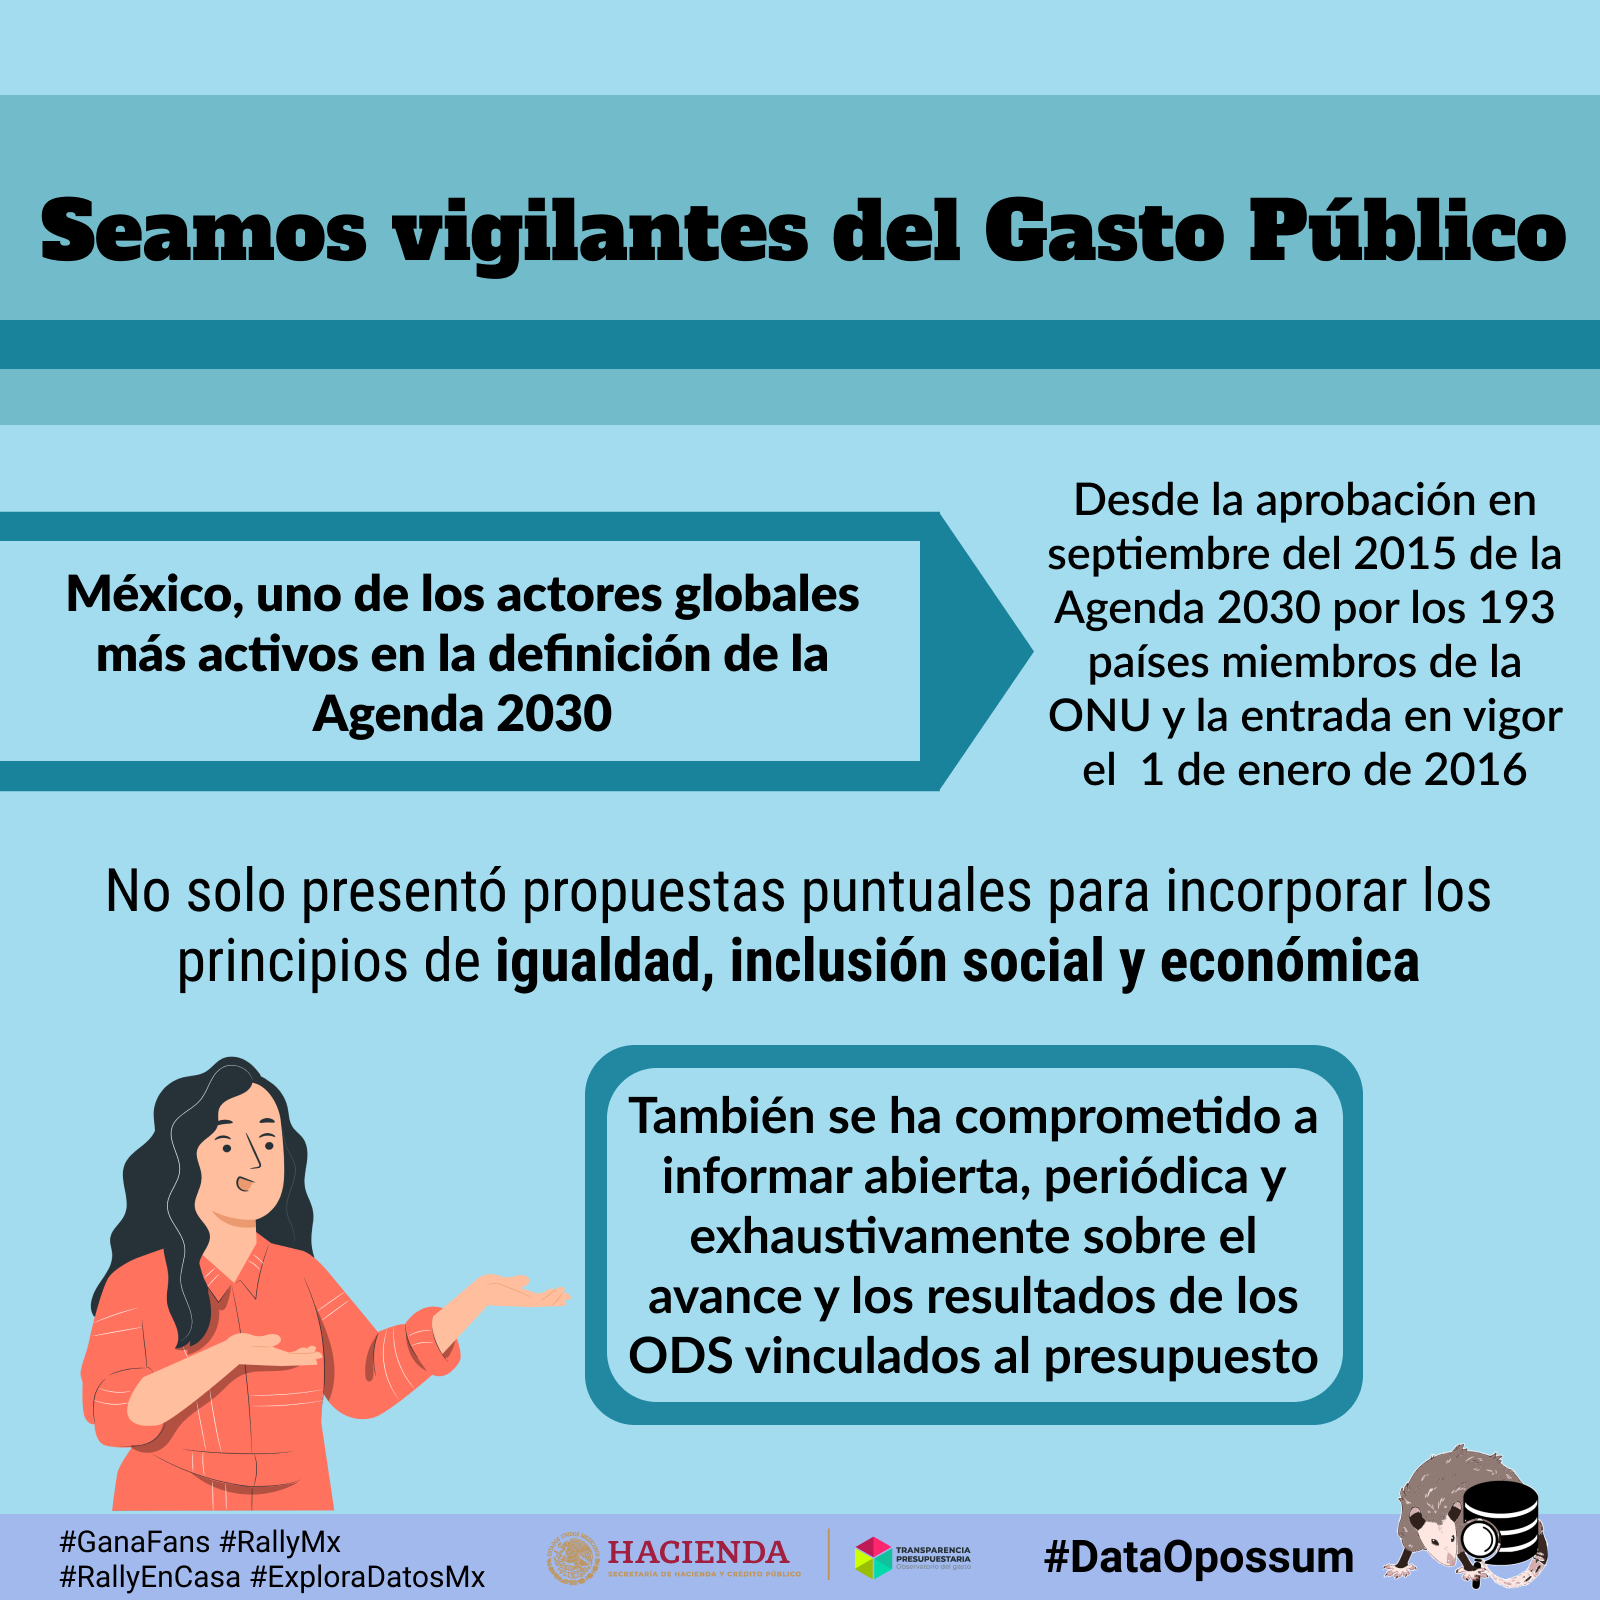 Seamos vigilantes del Gasto Público
México, uno de los actores globales
más activos en la definición de la
Agenda 2030
Desde la aprobación en
septiembre del 2015 de la
Agenda 2030 por los 193
países miembros de la
ONU y la entrada en vigor
el 1 de enero de 2016
No solo presentó propuestas puntuales para incorporar los
principios de igualdad, inclusión social y económica
También se ha comprometido a
informar abierta, periódica y
exhaustivamente sobre el
avance y los resultados de los
ODS vinculados al presupuesto
#GanaFans #RallyMx
#RallyEnCasa #ExploraDatosMx
HACIENDA
SECRETARÍA DE HACIENDA Y CRÉDITO PÚBLICO
TRANSPARENCIA
PRESUPUESTARIA
Observatorio del gasto
#DataOpossum